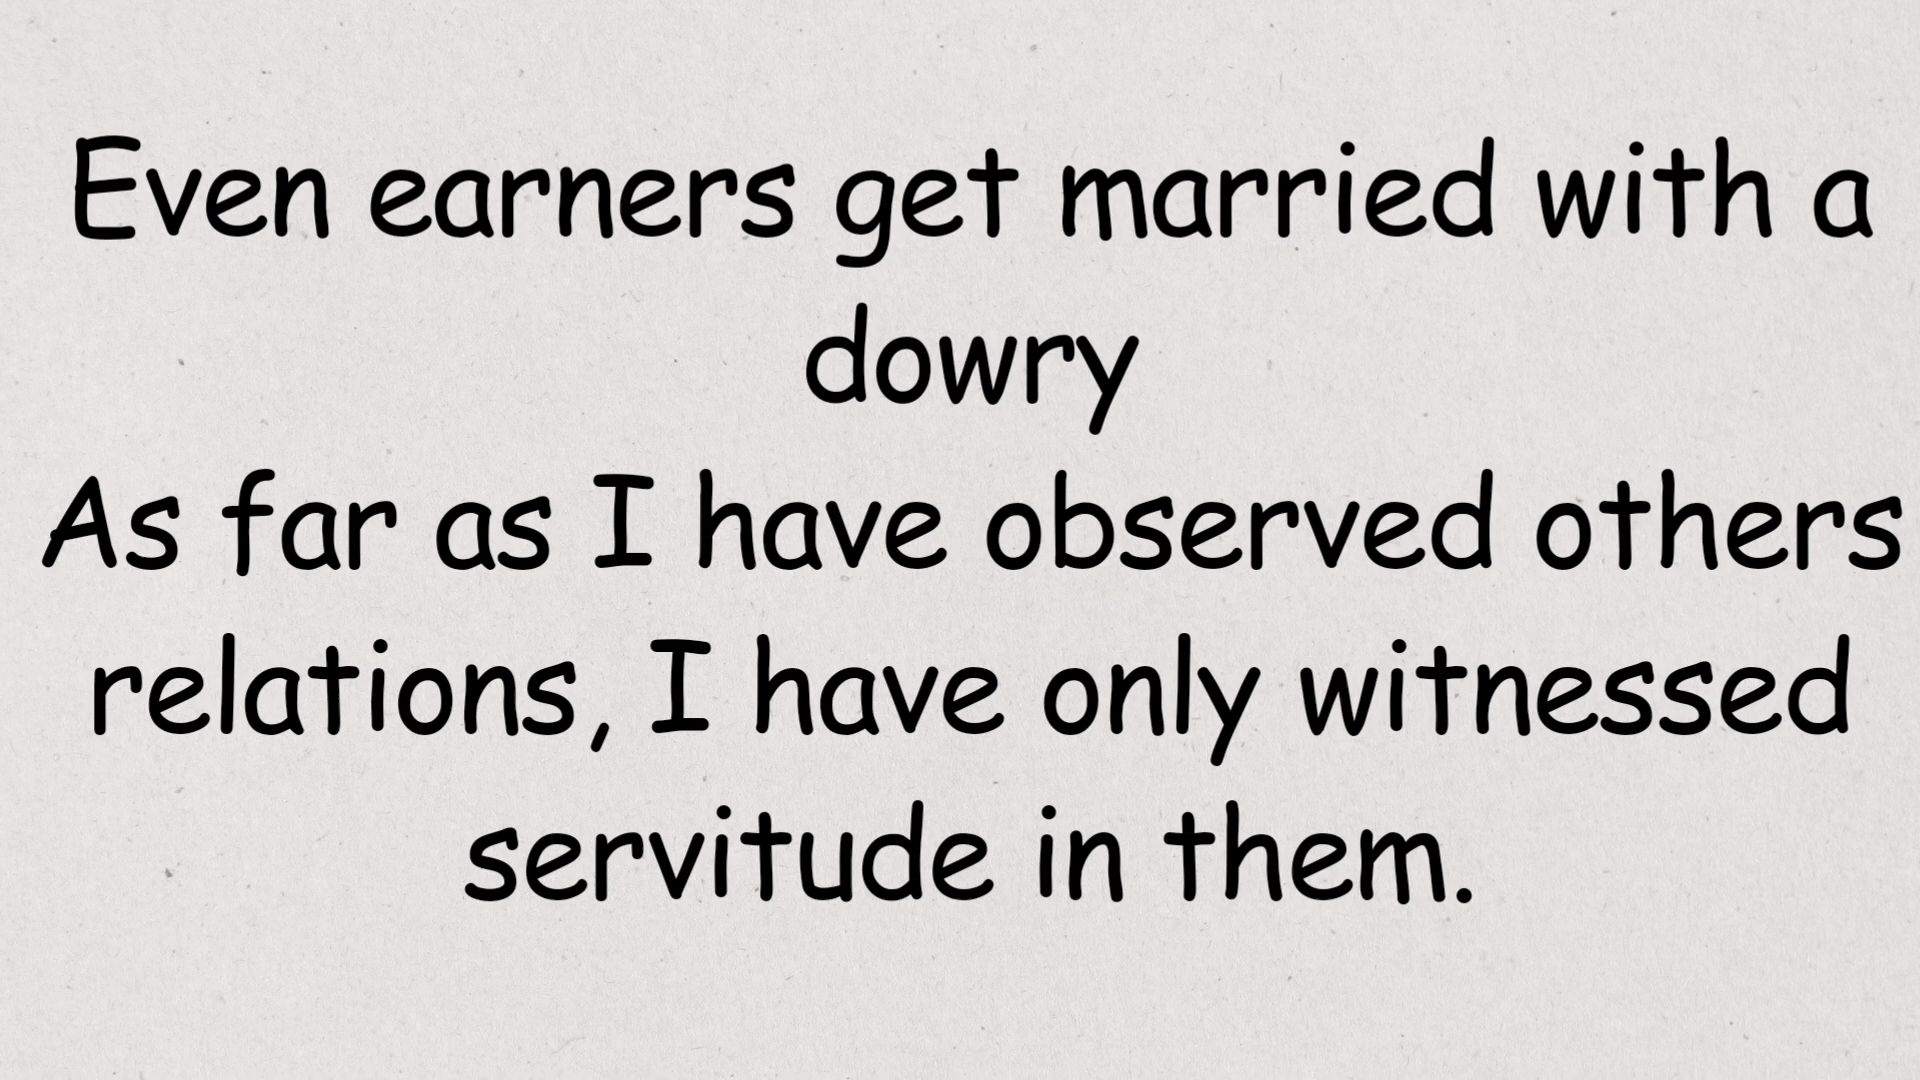 Even earners get married with a
dowry
As far as I have observed others
relations, I have only witnessed
servitude in them.